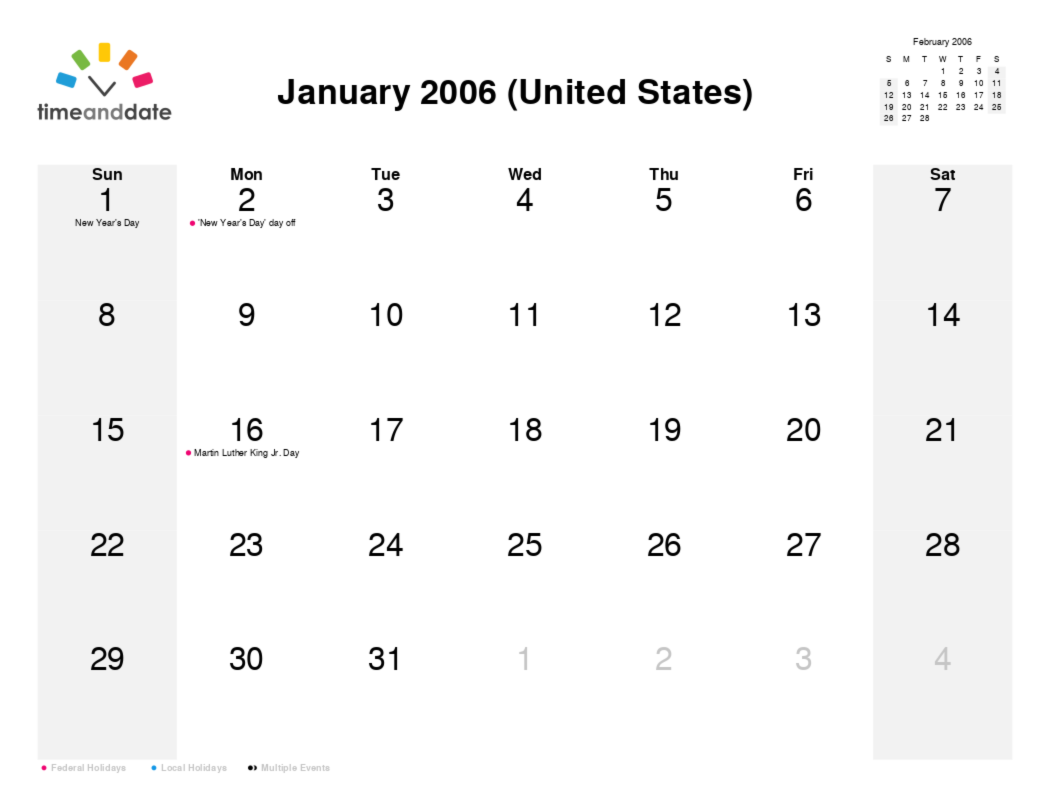 timeanddate
January 2006 (United States)
February 2006
S M T W T F S
1 2 3 4
5 6 7 8 9 10 11
12 13 14 15 16 17 18
19 20 21 22 23 24 25
26 27 28
Sun Mon Tue Wed Thu Fri Sat
1 2 3 4 5 6 7
New Year's Day 'New Year's Day' day off
8 9 10 11 12 13 14
15 16 17 18 19 20 21
Martin Luther King Jr. Day
22 23 24 25 26 27 28
29 30 31 1 2 3 4
Federal Holidays Local Holidays Multiple Events